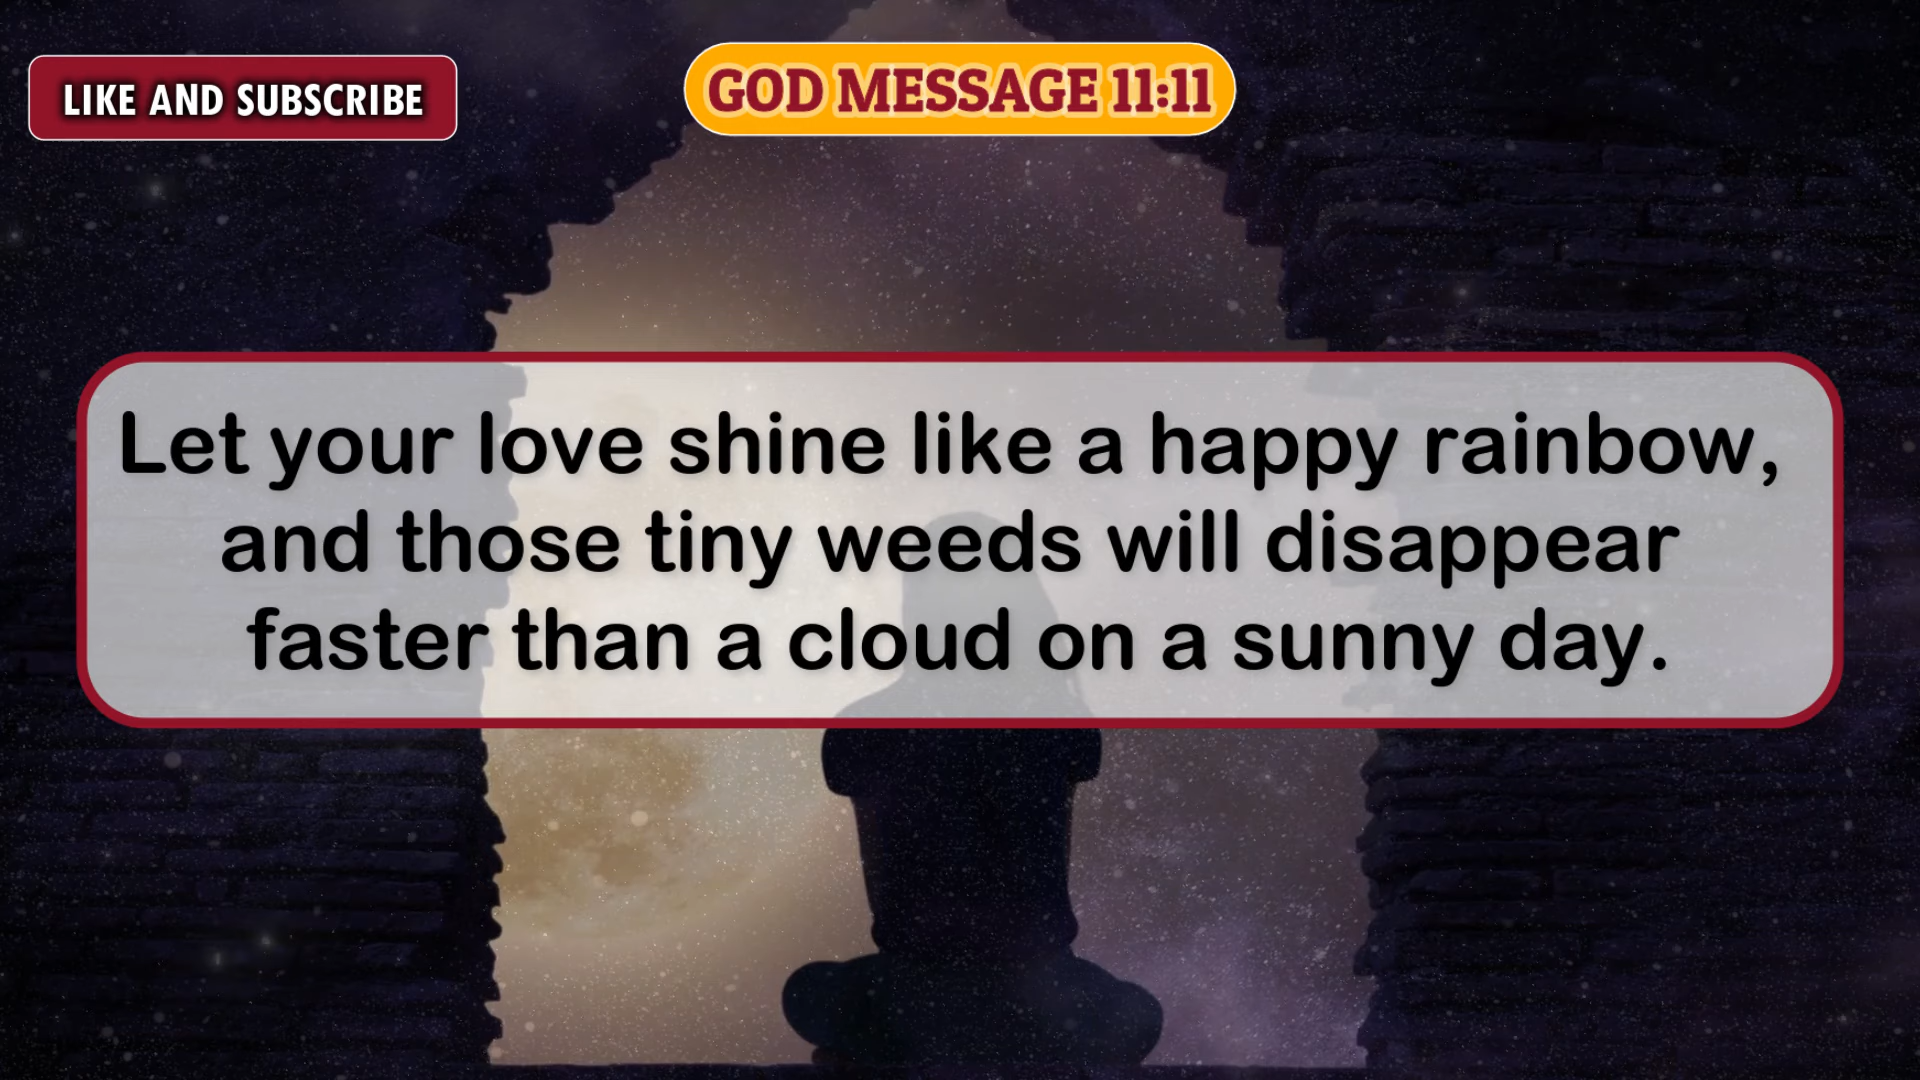 LIKE AND SUBSCRIBE
GOD MESSAGE 11:11
Let your love shine like a happy rainbow,
and those tiny weeds will disappear
faster than a cloud on a sunny day.